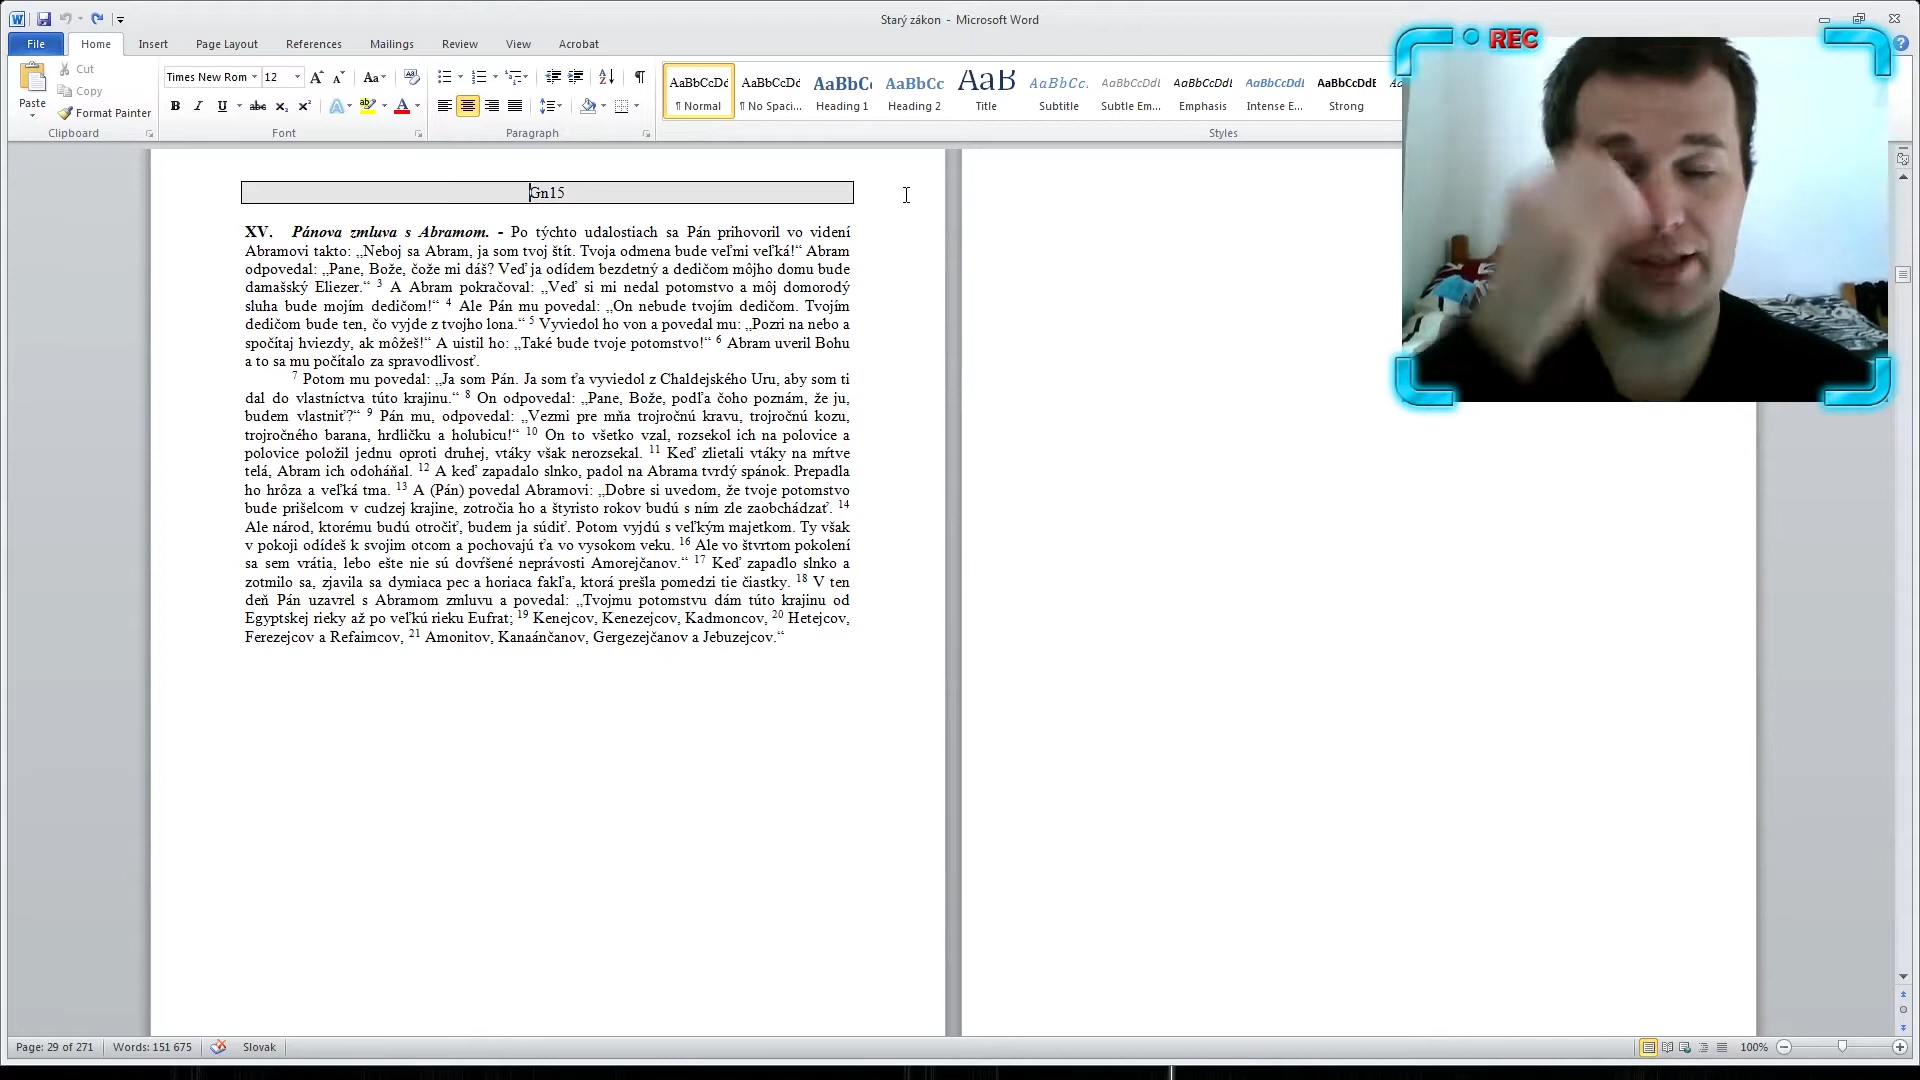 Starý zákon - Microsoft Word
File Home Insert Page Layout References Mailings Review View Acrobat
REC
Paste
Cut
Copy
Format Painter
Clipboard
Times New Rom 12
Font
Paragraph
AaBbCcDd AaBbCcDd AaBbC AaBbCc AaB AaBbCc. AaBbCcDdI AaBbCcDdI AaBbCcDdI AaBbCcDdE
¶ Normal ¶ No Spaci... Heading 1 Heading 2 Title Subtitle Subtle Em... Emphasis Intense E... Strong
Styles
Gn15
XV. Pánova zmluva s Abramom. - Po týchto udalostiach sa Pán prihovoril vo videní
Abramovi takto: „Neboj sa Abram, ja som tvoj štít. Tvoja odmena bude veľmi veľká!“ Abram
odpovedal: „Pane, Bože, čože mi dáš? Veď ja odídem bezdetný a dedičom môjho domu bude
damašský Eliezer.“ 3 A Abram pokračoval: „Veď si mi nedal potomstvo a môj domorodý
sluha bude mojím dedičom!“ 4 Ale Pán mu povedal: „On nebude tvojím dedičom. Tvojím
dedičom bude ten, čo vyjde z tvojho lona.“ 5 Vyviedol ho von a povedal mu: „Pozri na nebo a
spočítaj hviezdy, ak môžeš!“ A uistil ho: „Také bude tvoje potomstvo!“ 6 Abram uveril Bohu
a to sa mu počítalo za spravodlivosť.
7 Potom mu povedal: „Ja som Pán. Ja som ťa vyviedol z Chaldejského Uru, aby som ti
dal do vlastníctva túto krajinu.“ 8 On odpovedal: „Pane, Bože, podľa čoho poznám, že ju,
budem vlastniť?“ 9 Pán mu, odpovedal: „Vezmi pre mňa trojročnú kravu, trojročnú kozu,
trojročného barana, hrdličku a holubicu!“ 10 On to všetko vzal, rozsekol ich na polovice a
polovice položil jednu oproti druhej, vtáky však nerozsekal. 11 Keď zlietali vtáky na mŕtve
telá, Abram ich odoháňal. 12 A keď zapadalo slnko, padol na Abrama tvrdý spánok. Prepadla
ho hrôza a veľká tma. 13 A (Pán) povedal Abramovi: „Dobre si uvedom, že tvoje potomstvo
bude prišelcom v cudzej krajine, zotročia ho a štyristo rokov budú s ním zle zaobchádzať. 14
Ale národ, ktorému budú otročiť, budem ja súdiť. Potom vyjdú s veľkým majetkom. Ty však
v pokoji odídeš k svojim otcom a pochovajú ťa vo vysokom veku. 16 Ale vo štvrtom pokolení
sa sem vrátia, lebo ešte nie sú dovŕšené neprávosti Amorejčanov.“ 17 Keď zapadlo slnko a
zotmilo sa, zjavila sa dymiaca pec a horiaca fakľa, ktorá prešla pomedzi tie čiastky. 18 V ten
deň Pán uzavrel s Abramom zmluvu a povedal: „Tvojmu potomstvu dám túto krajinu od
Egyptskej rieky až po veľkú rieku Eufrat; 19 Kenejcov, Kenezejcov, Kadmoncov, 20 Hetejcov,
Ferezejcov a Refaimcov, 21 Amonitov, Kanaánčanov, Gergezejčanov a Jebuzejcov.“
Page: 29 of 271 Words: 151 675 Slovak 100%